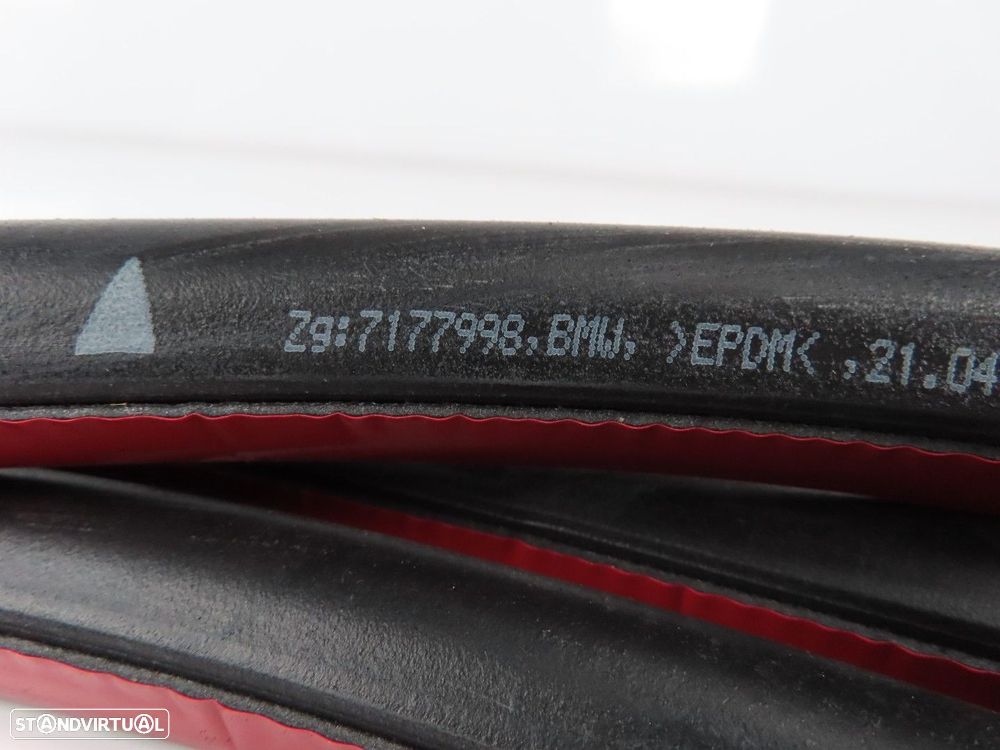 Zg:7177998,BMW, >EPDM< ,21.04
STANDVIRTUAL